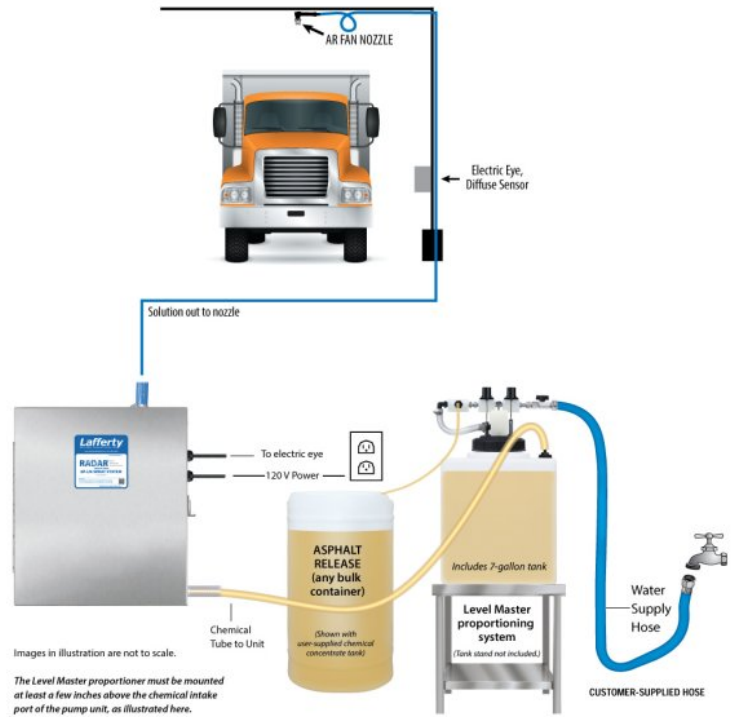 AR FAN NOZZLE
Electric Eye,
Diffuse Sensor
Solution out to nozzle
Lafferty
RADAR
To electric eye
120 V Power
ASPHALT
RELEASE
(any bulk
container)
(Shown with
user-supplied chemical
concentrate tank)
Includes 7-gallon tank
Level Master
proportioning
system
(Tank stand not included.)
Water
Supply
Hose
Chemical
Tube to Unit
CUSTOMER-SUPPLIED HOSE
Images in illustration are not to scale.
The Level Master proportioner must be mounted
at least a few inches above the chemical intake
port of the pump unit, as illustrated here.